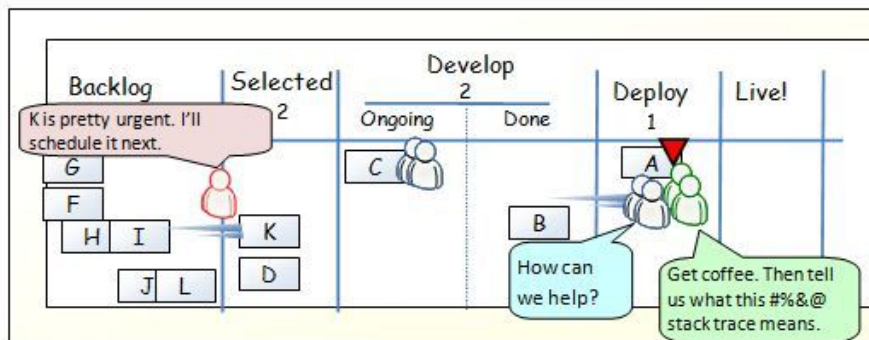 Backlog
Selected
2
Develop
2
Ongoing
Done
Deploy
1
Live!
K is pretty urgent. I'll
schedule it next.
G
F
H I
J L
K
D
C
B
A
How can
we help?
Get coffee. Then tell
us what this #%&@
stack trace means.